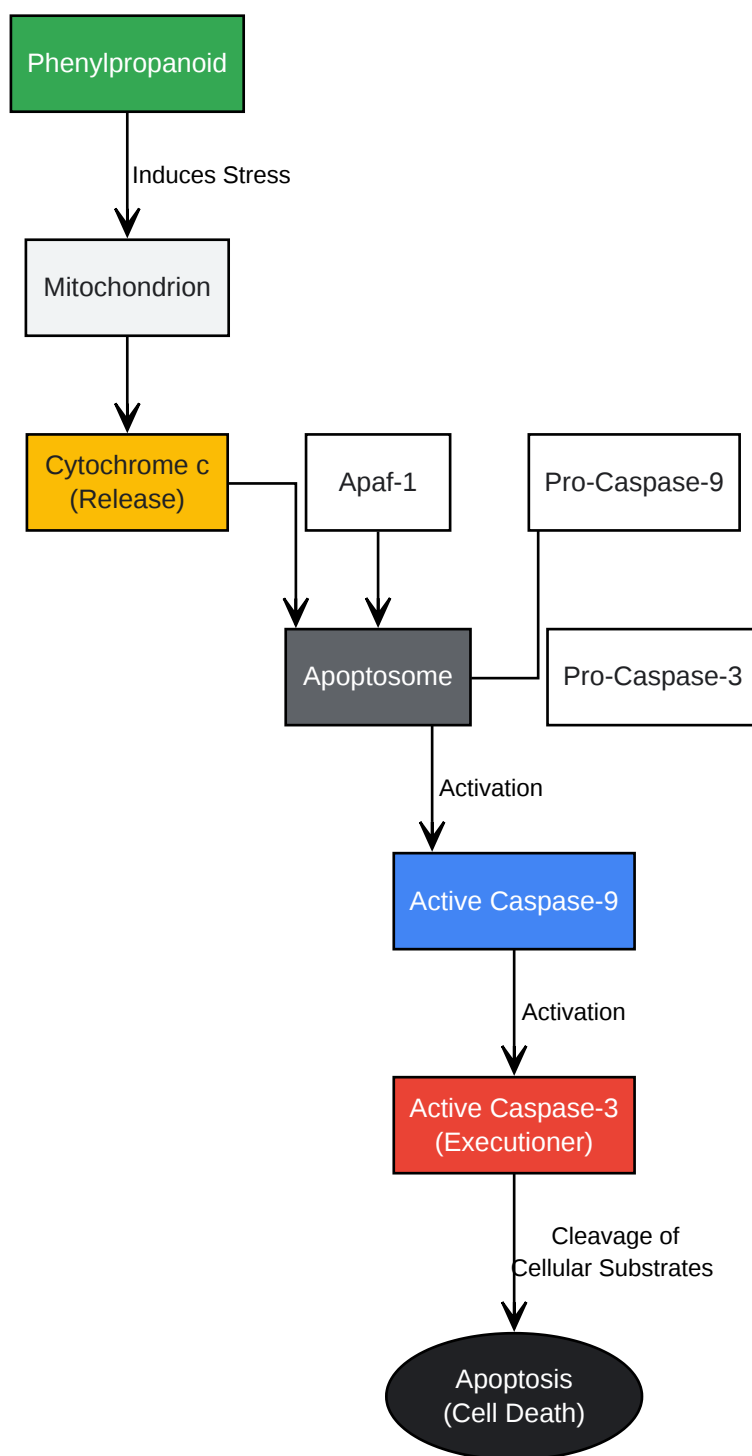 Phenylpropanoid
Induces Stress
Mitochondrion
Cytochrome c
(Release)
Apaf-1
Pro-Caspase-9
Apoptosome
Pro-Caspase-3
Activation
Active Caspase-9
Activation
Active Caspase-3
(Executioner)
Cleavage of
Cellular Substrates
Apoptosis
(Cell Death)